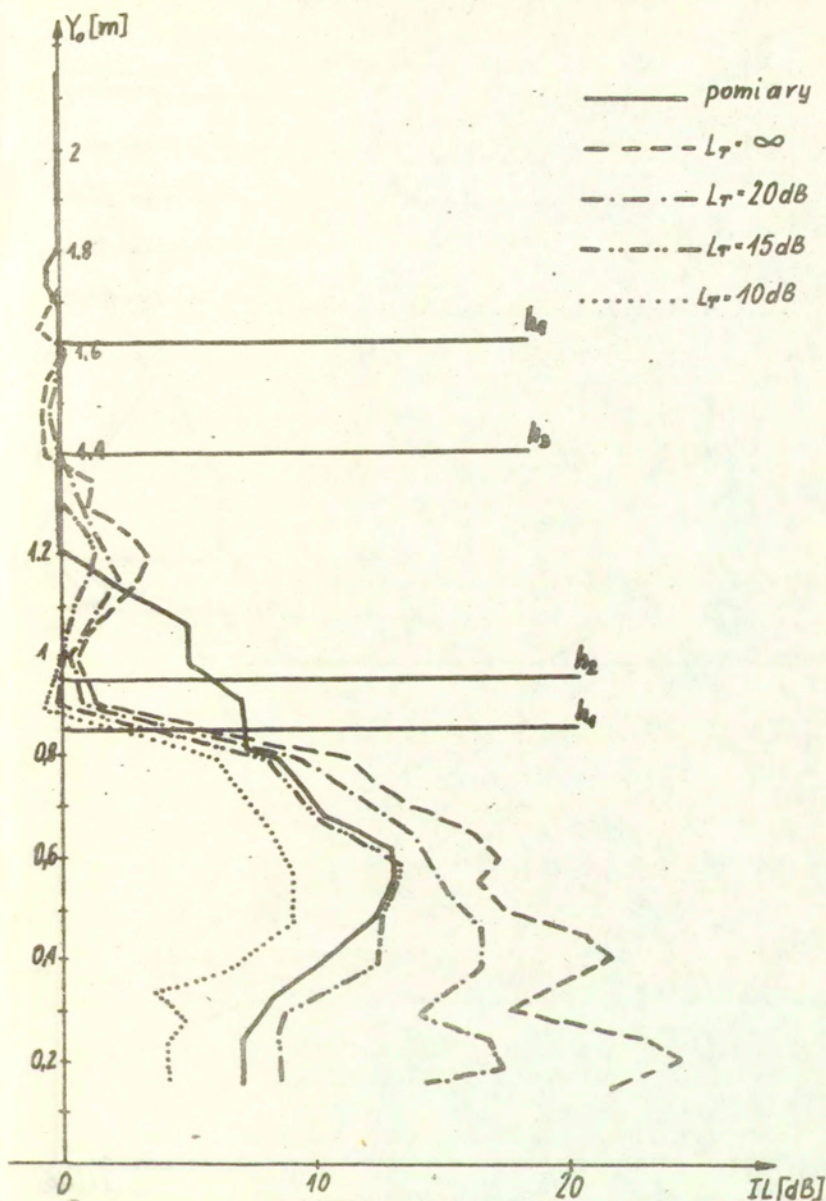 Y₀[m]
pomiary
L_T = ∞
L_T = 20dB
L_T = 15dB
L_T = 10dB
2
1.8
1.6
1.4
1.2
1
0,8
0,6
0,4
0,2
h₄
h₃
h₂
h₁
0
10
20
IL[dB]